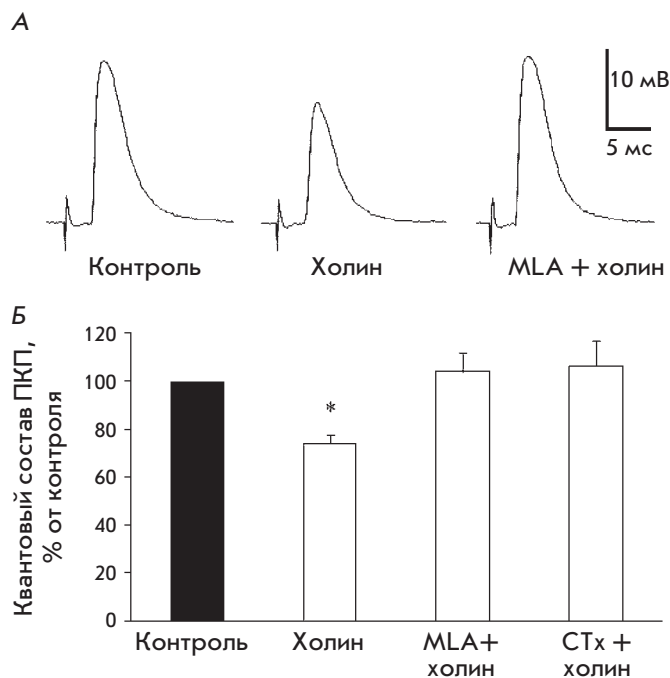 А
10 мВ
5 мс
Контроль
Холин
MLA + холин
Б
Квантовый состав ПКП,
% от контроля
120
100
80
60
40
20
0
*
Контроль
Холин
MLA+
холин
CTx +
холин